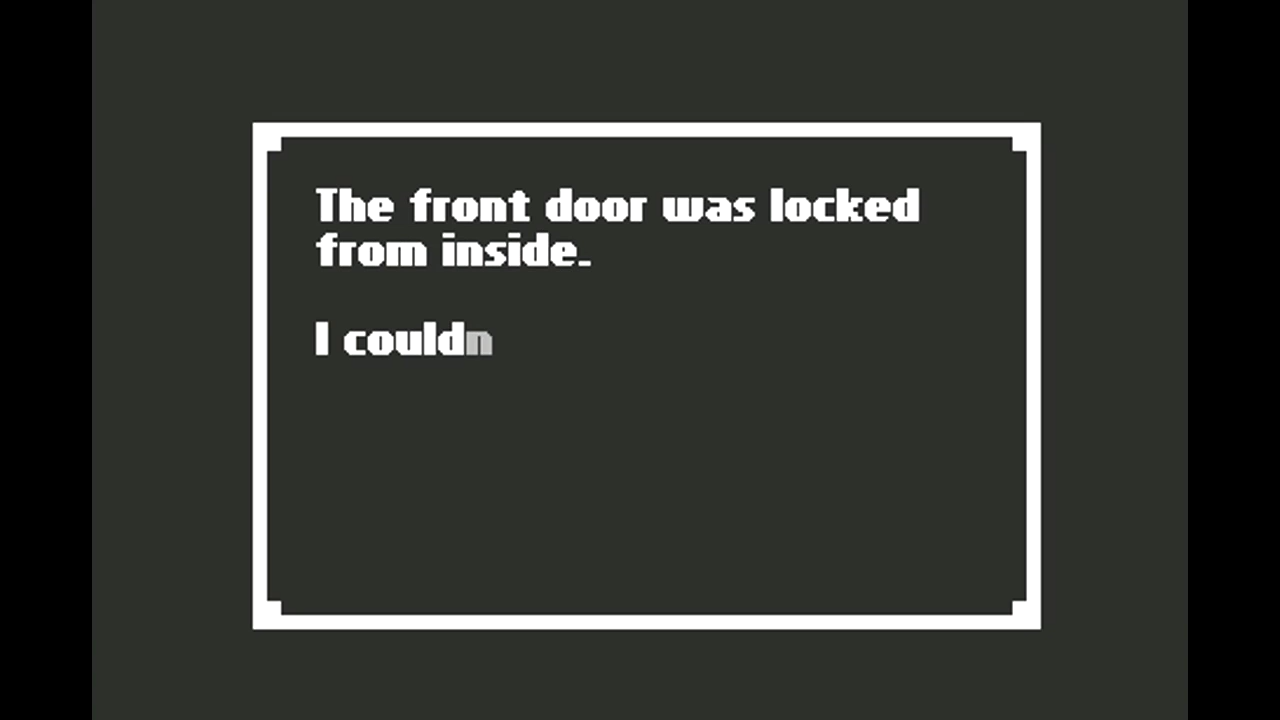 The front door was locked
from inside.
I couldn